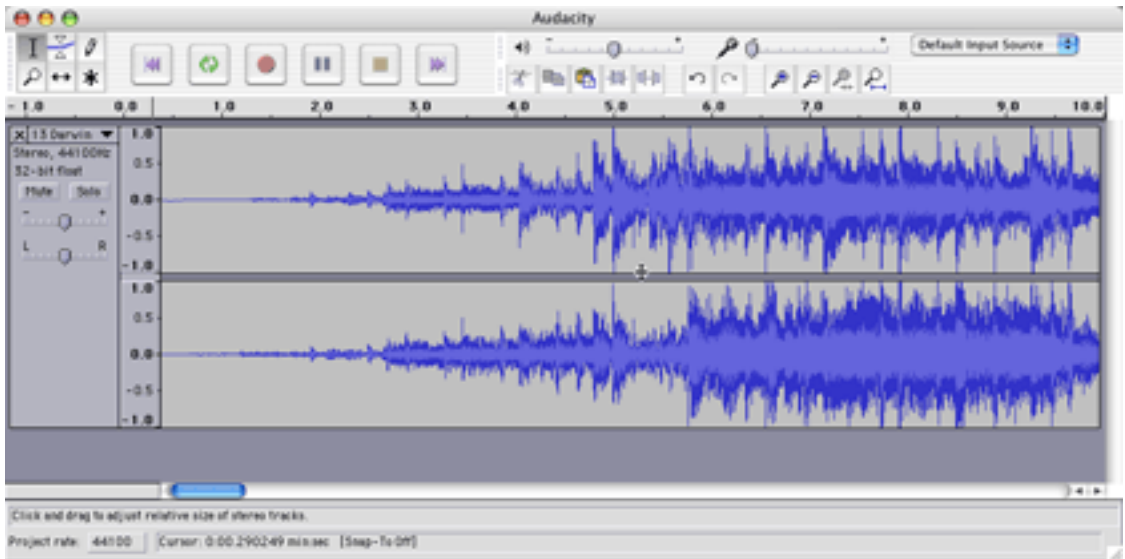 Audacity
Default Input Source
- 1.0 0.0 1.0 2.0 3.0 4.0 5.0 6.0 7.0 8.0 9.0 10.0
X 13 Darwin
Stereo, 44100Hz
32-bit float
Mute Solo
- +
L R
1.0
0.5
0.0
-0.5
-1.0
1.0
0.5
0.0
-0.5
-1.0
Click and drag to adjust relative size of stereo tracks.
Project rate: 44100 Cursor: 0:00.290249 min:sec [Snap-To Off]